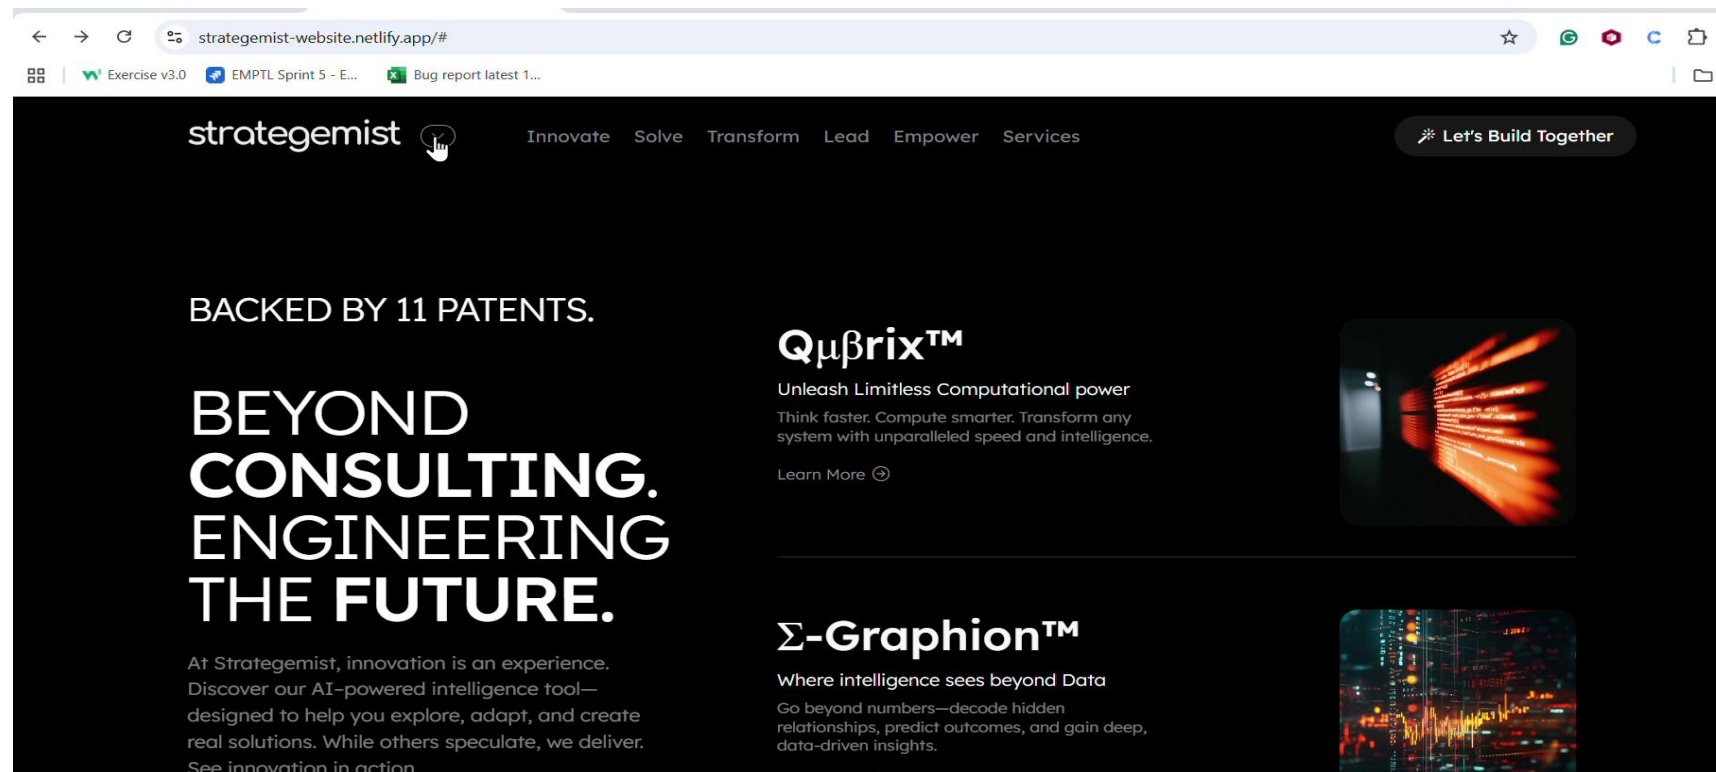 strategemist-website.netlify.app/#
Exercise v3.0 EMPTL Sprint 5 - E... Bug report latest 1...
strategemist Innovate Solve Transform Lead Empower Services Let's Build Together
BACKED BY 11 PATENTS.
BEYOND
CONSULTING.
ENGINEERING
THE FUTURE.
At Strategemist, innovation is an experience.
Discover our AI-powered intelligence tool—
designed to help you explore, adapt, and create
real solutions. While others speculate, we deliver.
See innovation in action.
Qμβrix™
Unleash Limitless Computational power
Think faster. Compute smarter. Transform any
system with unparalleled speed and intelligence.
Learn More
Σ-Graphion™
Where intelligence sees beyond Data
Go beyond numbers—decode hidden
relationships, predict outcomes, and gain deep,
data-driven insights.